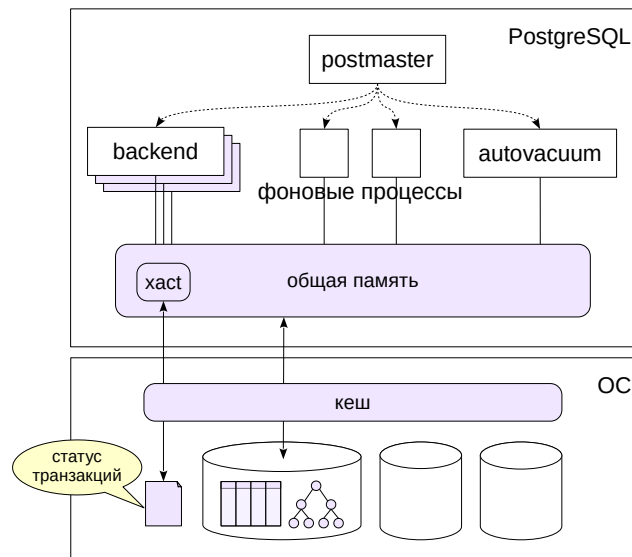 PostgreSQL
postmaster
backend
autovacuum
фоновые процессы
xact
общая память
ОС
кеш
статус
транзакций